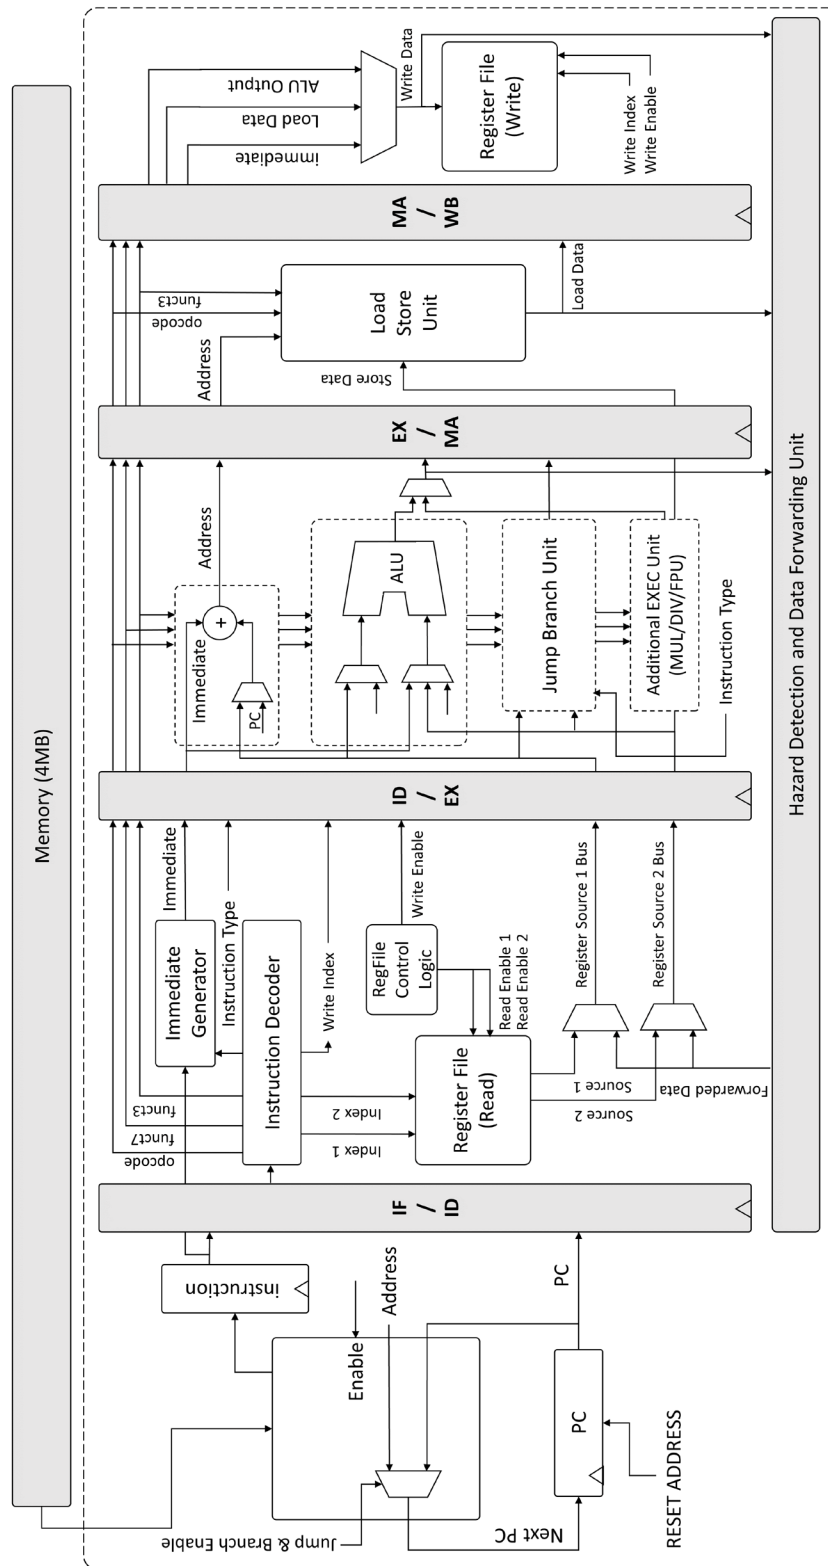 Memory (4MB)
Jump & Branch Enable
Enable
Address
Next PC
PC
RESET ADDRESS
PC
instruction
IF
/
ID
opcode
funct7
funct3
Immediate
Generator
Immediate
Instruction Type
Instruction Decoder
Write Index
Index 1
Index 2
RegFile
Control
Logic
Write Enable
Register File
(Read)
Read Enable 1
Read Enable 2
Source 1
Source 2
Forwarded Data
Register Source 1 Bus
Register Source 2 Bus
ID
/
EX
Immediate
PC
+
Address
ALU
Jump Branch Unit
Additional EXEC Unit
(MUL/DIV/FPU)
Instruction Type
EX
/
MA
Address
opcode
funct3
Load
Store
Unit
Store Data
Load Data
MA
/
WB
immediate
Load Data
ALU Output
Write Data
Register File
(Write)
Write Index
Write Enable
Hazard Detection and Data Forwarding Unit